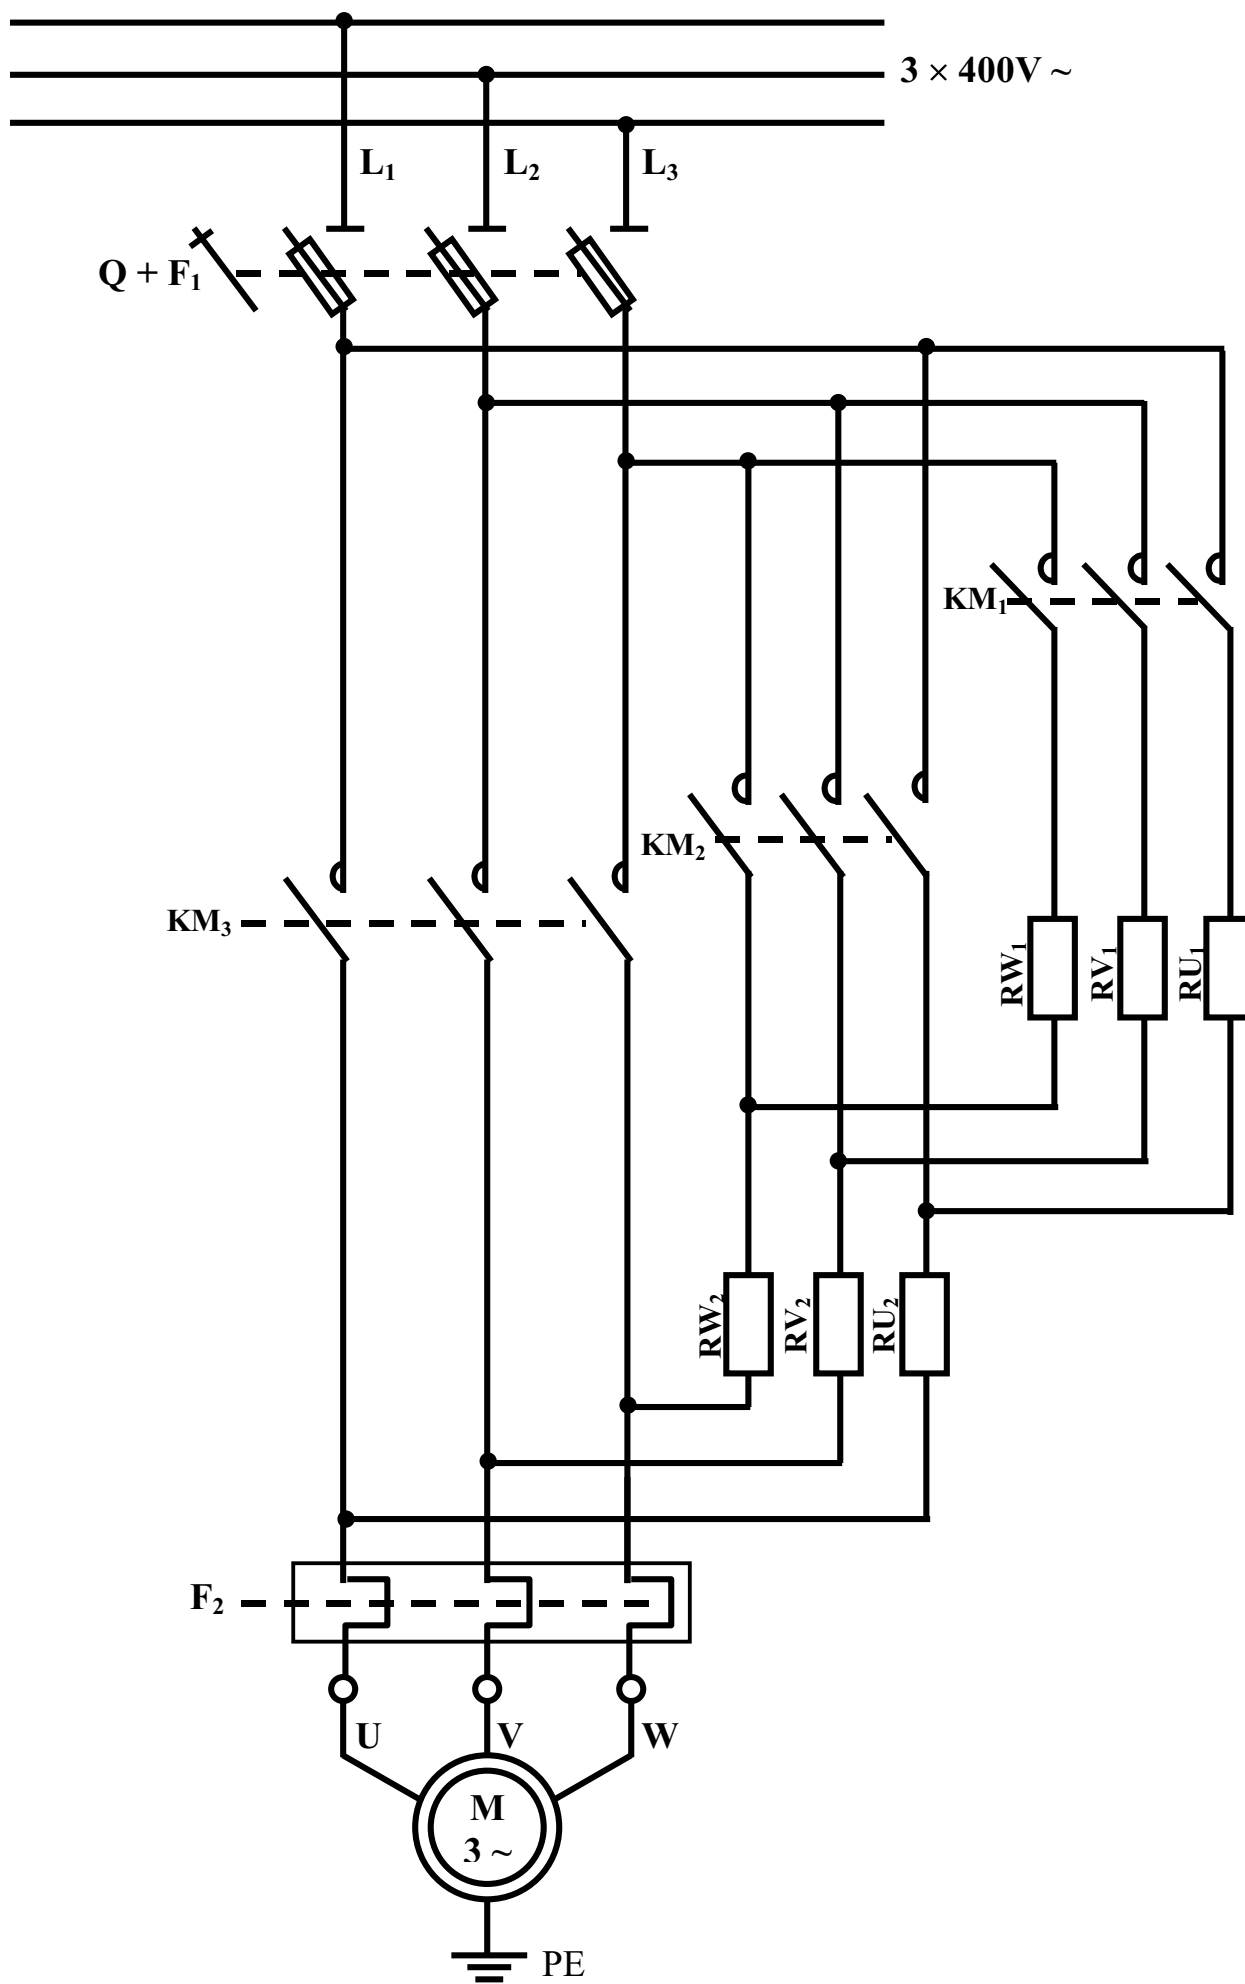 3 × 400V ~
L₁ L₂ L₃
Q + F₁
KM₁
KM₂
KM₃
RW₁ RV₁ RU₁
RW₂ RV₂ RU₂
F₂
U V W
M
3 ~
PE